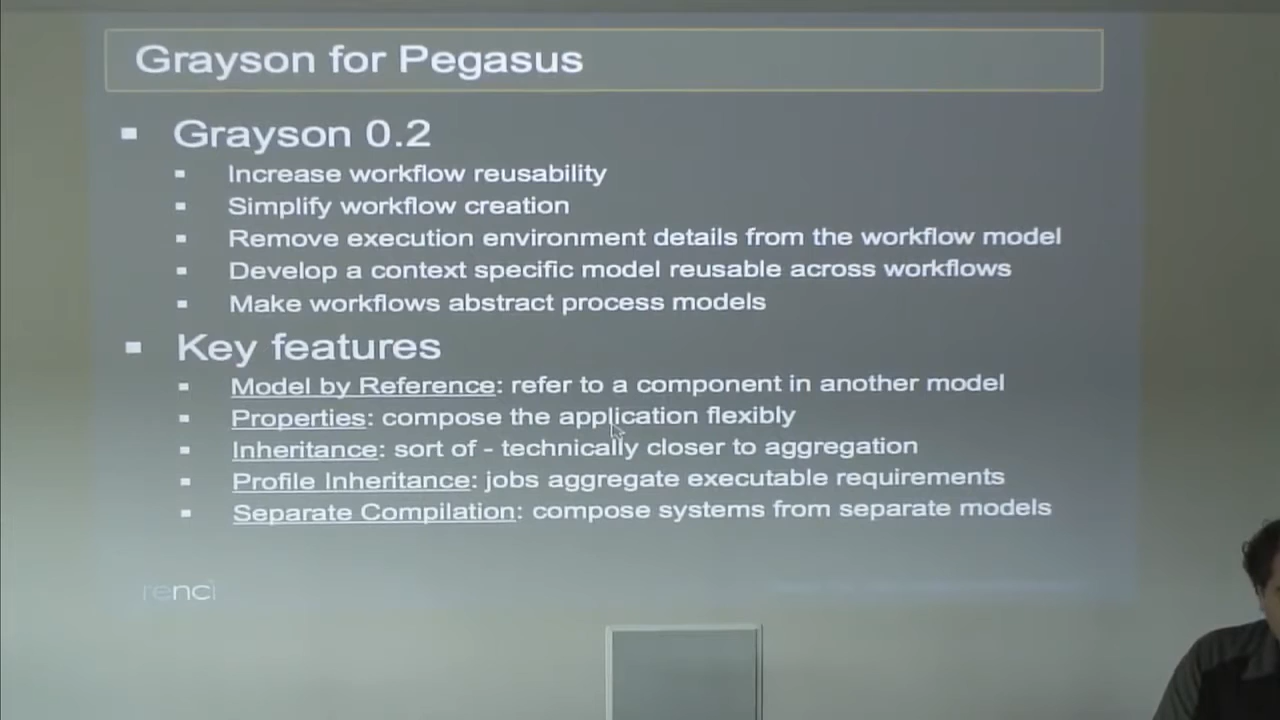 Grayson for Pegasus
Grayson 0.2
Increase workflow reusability
Simplify workflow creation
Remove execution environment details from the workflow model
Develop a context specific model reusable across workflows
Make workflows abstract process models
Key features
Model by Reference: refer to a component in another model
Properties: compose the application flexibly
Inheritance: sort of - technically closer to aggregation
Profile Inheritance: jobs aggregate executable requirements
Separate Compilation: compose systems from separate models
renci